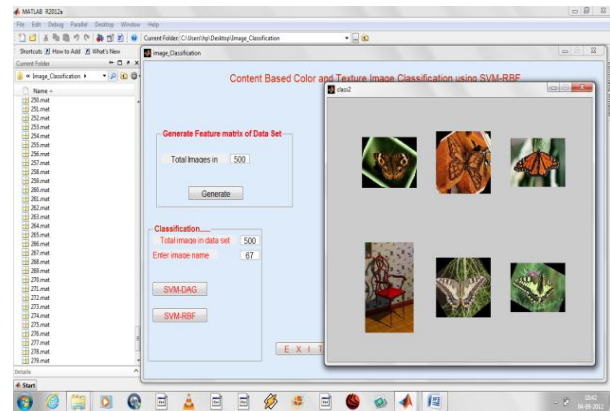 MATLAB R2012a
File Edit View Debug Parallel Desktop Window Help
Current Folder: C:\Users\hp\Desktop\Image_Classification
Shortcuts How to Add What's New
Current Folder
« Image_Classification
Name
250.mat
251.mat
252.mat
253.mat
254.mat
255.mat
256.mat
257.mat
258.mat
259.mat
260.mat
261.mat
262.mat
263.mat
264.mat
265.mat
266.mat
267.mat
268.mat
269.mat
270.mat
271.mat
272.mat
273.mat
274.mat
275.mat
276.mat
277.mat
278.mat
279.mat
Details
Start
image_Classification
Content Based Color and Texture Image Classification using SVM-RBF
Generate Feature matrix of Data Set
Total Images in 500
Generate
Classification.....
Total image in data set 500
Enter image name 67
SVM-DAG
SVM-RBF
E X I T
class2